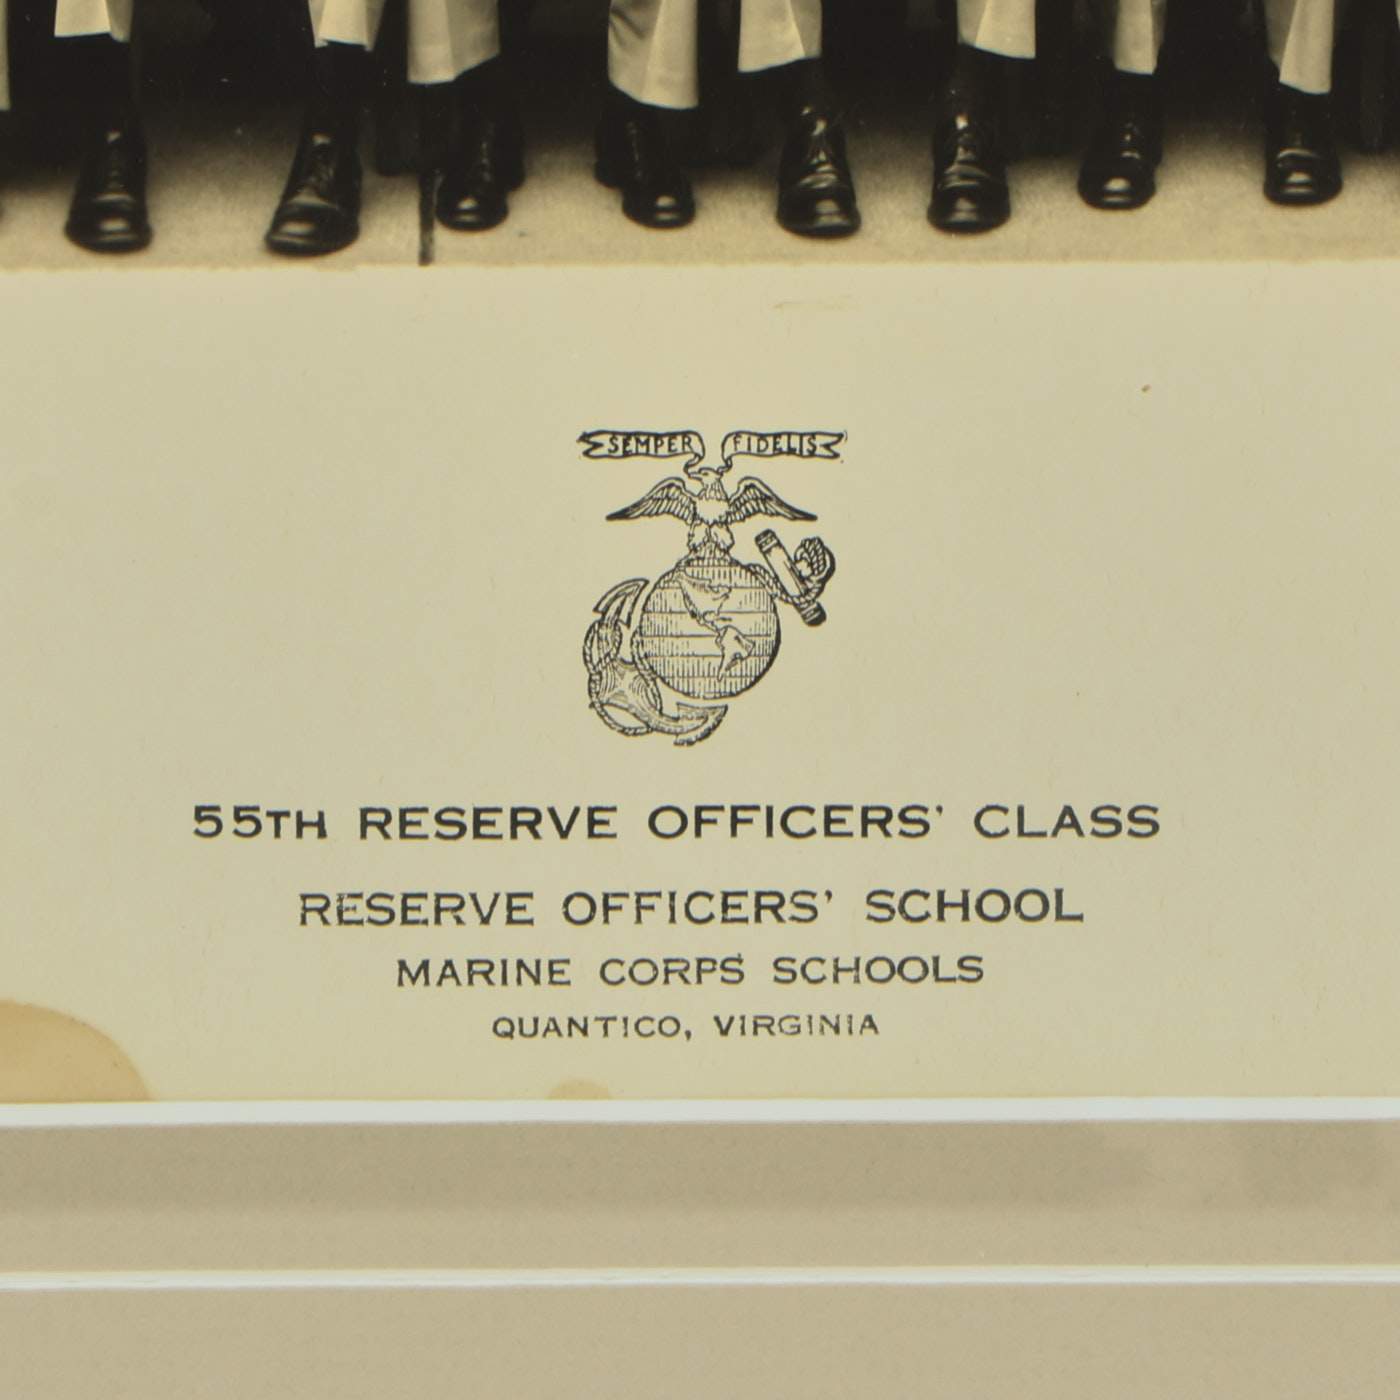 SEMPER FIDELIS
55TH RESERVE OFFICERS' CLASS
RESERVE OFFICERS' SCHOOL
MARINE CORPS SCHOOLS
QUANTICO, VIRGINIA